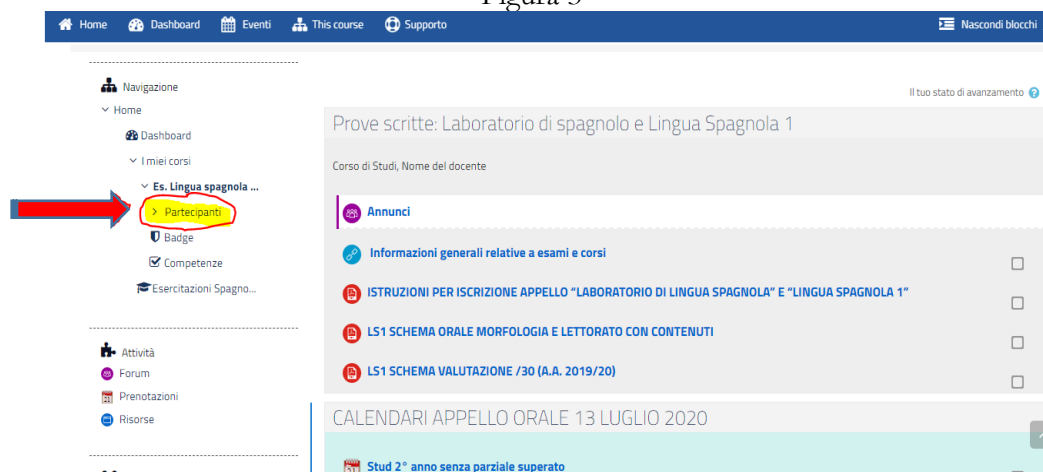 Figura 3
Home Dashboard Eventi This course Supporto Nascondi blocchi
Navigazione
Il tuo stato di avanzamento
Home
Dashboard
I miei corsi
Es. Lingua spagnola ...
Partecipanti
Badge
Competenze
Esercitazioni Spagno...
Attività
Forum
Prenotazioni
Risorse
Prove scritte: Laboratorio di spagnolo e Lingua Spagnola 1
Corso di Studi, Nome del docente
Annunci
Informazioni generali relative a esami e corsi
ISTRUZIONI PER ISCRIZIONE APPELLO "LABORATORIO DI LINGUA SPAGNOLA" E "LINGUA SPAGNOLA 1"
LS1 SCHEMA ORALE MORFOLOGIA E LETTORATO CON CONTENUTI
LS1 SCHEMA VALUTAZIONE /30 (A.A. 2019/20)
CALENDARI APPELLO ORALE 13 LUGLIO 2020
Stud 2° anno senza parziale superato